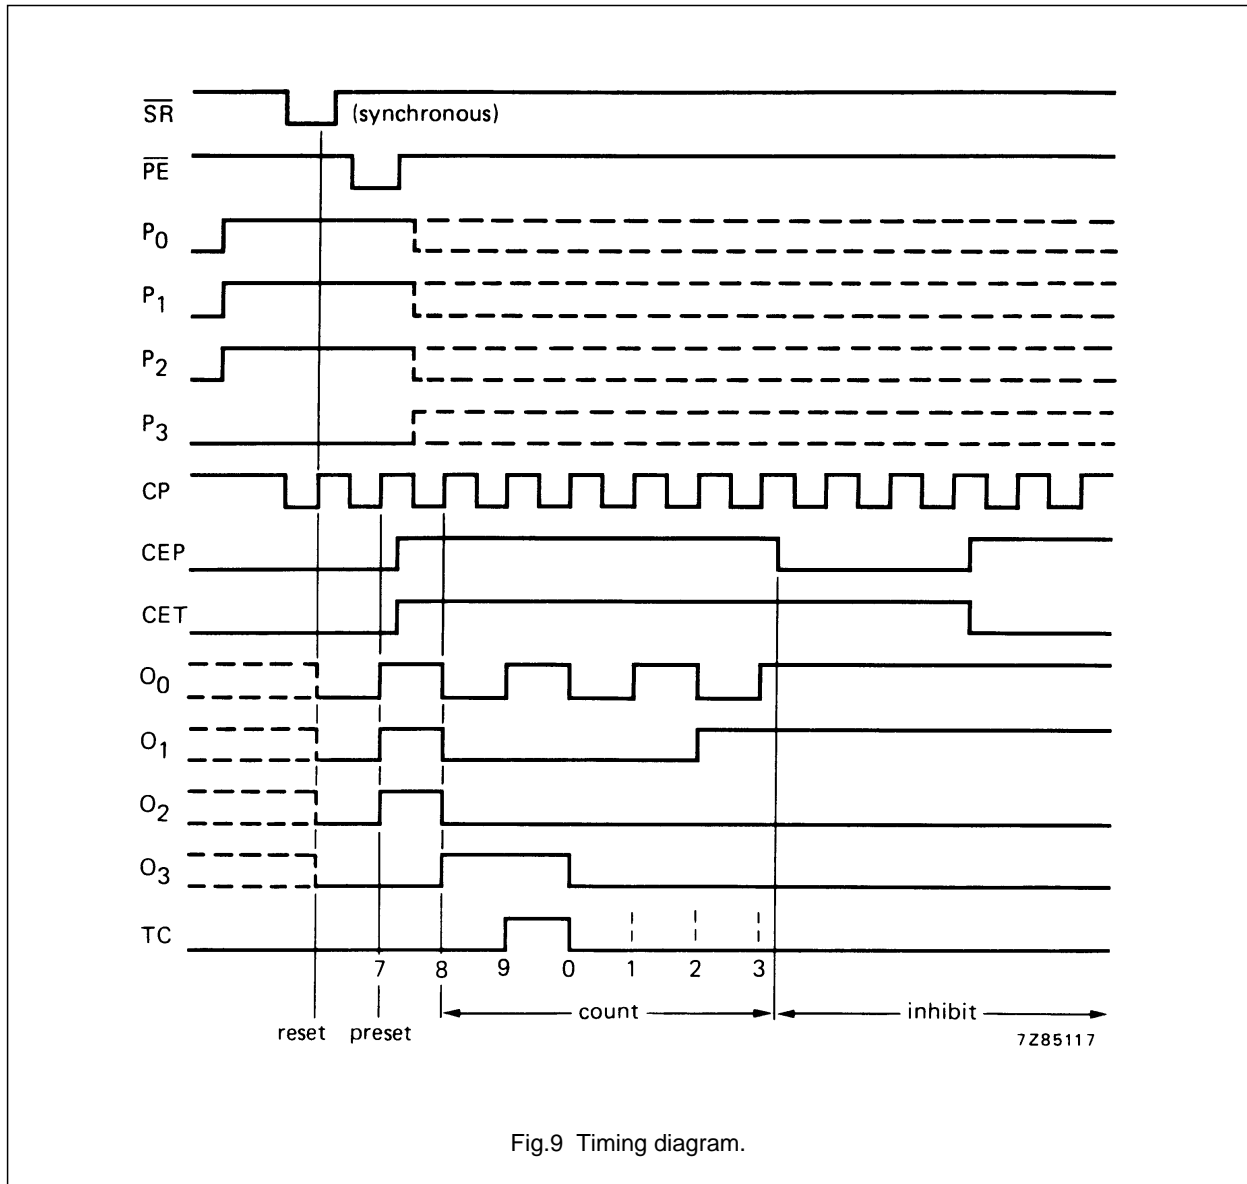 SR (synchronous)
PE
P0
P1
P2
P3
CP
CEP
CET
O0
O1
O2
O3
TC
7 8 9 0 1 2 3
count inhibit
reset preset 7Z85117
Fig.9 Timing diagram.